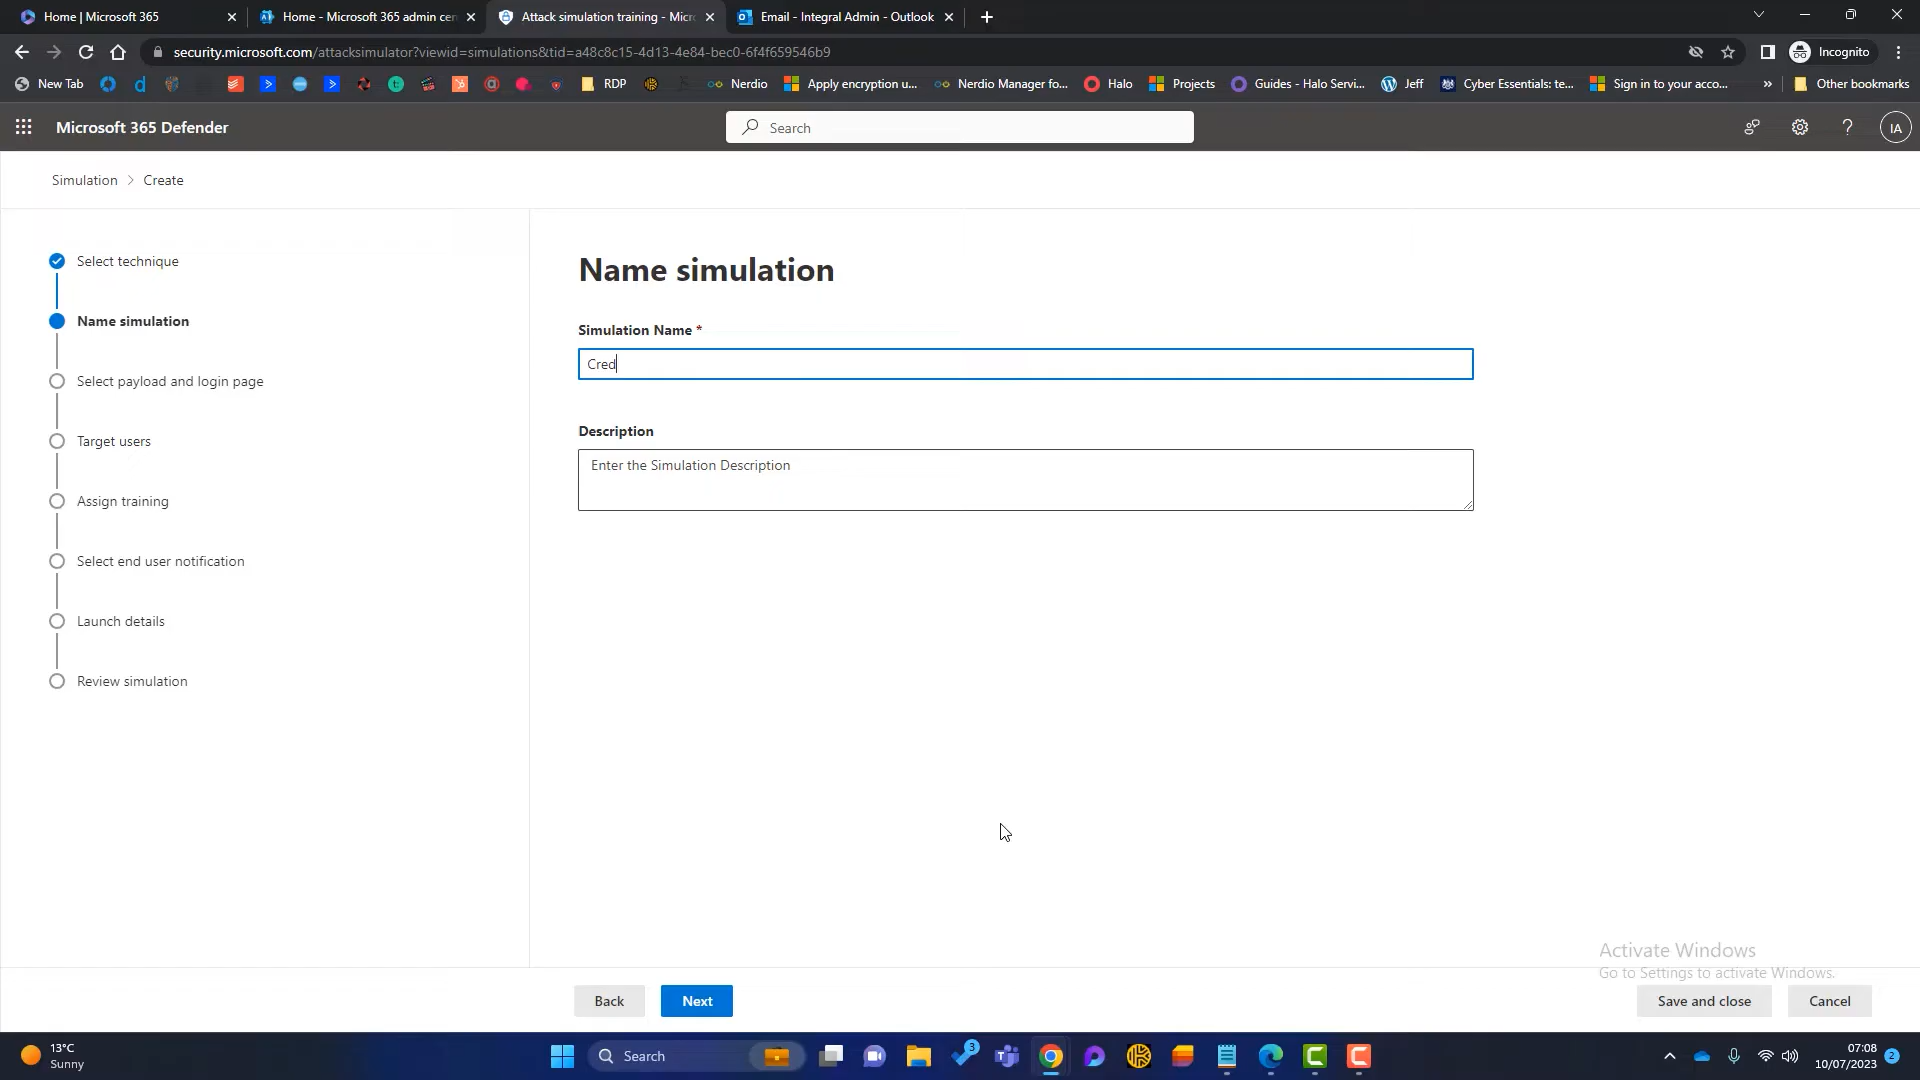 Home | Microsoft 365
Home - Microsoft 365 admin cen
Attack simulation training - Micro
Email - Integral Admin - Outlook
security.microsoft.com/attacksimulator?viewid=simulations&tid=a48c8c15-4d13-4e84-bec0-6f4f659546b9
Incognito
New Tab
RDP
Nerdio
Apply encryption u...
Nerdio Manager fo...
Halo
Projects
Guides - Halo Servi...
Jeff
Cyber Essentials: te...
Sign in to your acco...
Other bookmarks
Microsoft 365 Defender
Search
IA
Simulation > Create
Select technique
Name simulation
Select payload and login page
Target users
Assign training
Select end user notification
Launch details
Review simulation
Name simulation
Simulation Name *
Cred
Description
Enter the Simulation Description
Activate Windows
Go to Settings to activate Windows.
Back
Next
Save and close
Cancel
13°C
Sunny
Search
3
07:08
10/07/2023
2